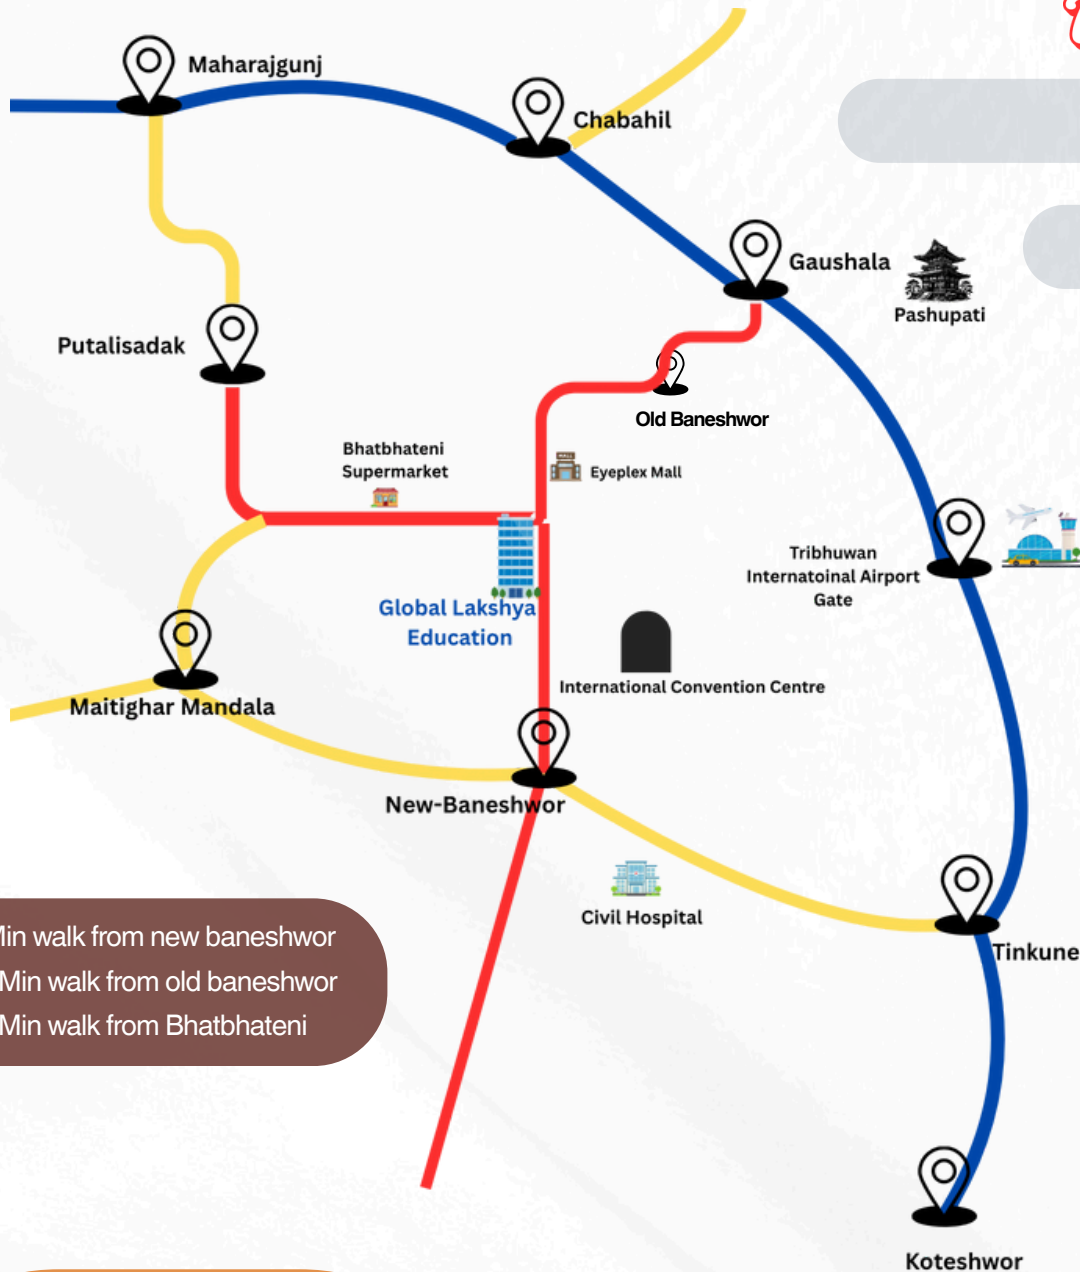 Maharajgunj
Chabahil
Gaushala
Pashupati
Putalisadak
Old Baneshwor
Bhatbhateni
Supermarket
Eyeplex Mall
Tribhuwan
Internatoinal Airport
Gate
Global Lakshya
Education
International Convention Centre
Maitighar Mandala
New-Baneshwor
Civil Hospital
walk from new baneshwor
Min walk from old baneshwor
Min walk from Bhatbhateni
Tinkune
Koteshwor